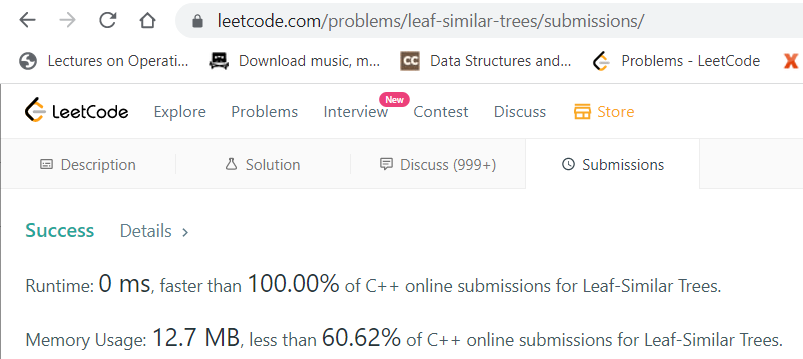 leetcode.com/problems/leaf-similar-trees/submissions/
Lectures on Operati... Download music, m... CC Data Structures and... Problems - LeetCode X
LeetCode Explore Problems Interview New Contest Discuss Store
Description Solution Discuss (999+) Submissions
Success Details >
Runtime: 0 ms, faster than 100.00% of C++ online submissions for Leaf-Similar Trees.
Memory Usage: 12.7 MB, less than 60.62% of C++ online submissions for Leaf-Similar Trees.